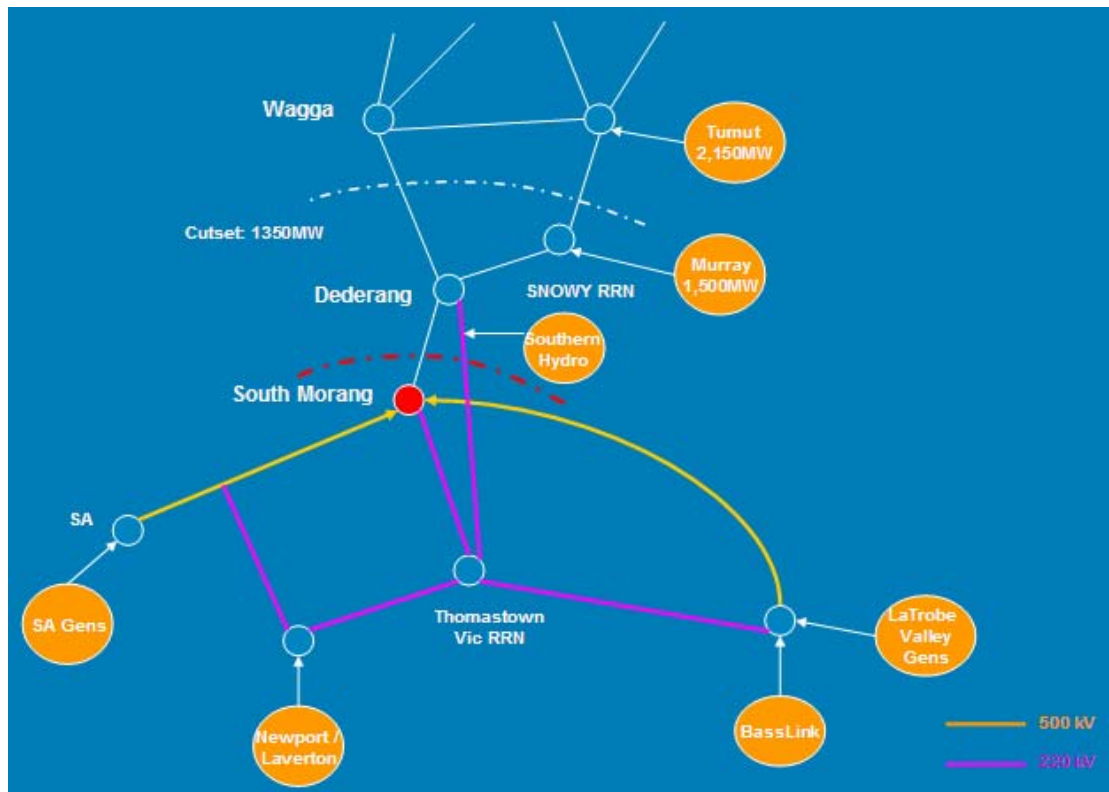 Wagga
Tumut
2,150MW
Cutset: 1350MW
Murray
1,500MW
Dederang
SNOWY RRN
Southern
Hydro
South Morang
SA
SA Gens
Thomastown
Vic RRN
LaTrobe
Valley
Gens
Newport /
Laverton
BassLink
500 kV
220 kV